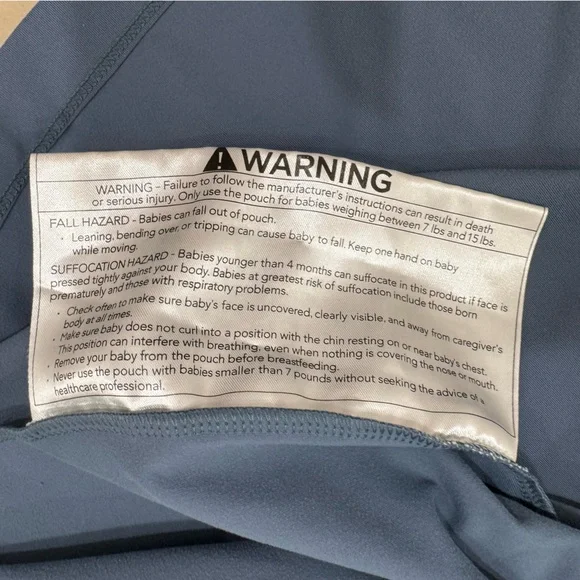 WARNING
WARNING - Failure to follow the manufacturer's instructions can result in death
or serious injury. Only use the pouch for babies weighing between 7 lbs and 15 lbs.
FALL HAZARD - Babies can fall out of pouch.
• Leaning, bending over, or tripping can cause baby to fall. Keep one hand on baby
while moving.
SUFFOCATION HAZARD - Babies younger than 4 months can suffocate in this product if face is
pressed tightly against your body. Babies at greatest risk of suffocation include those born
prematurely and those with respiratory problems.
• Check often to make sure baby's face is uncovered, clearly visible, and away from caregiver's
body at all times.
• Make sure baby does not curl into a position with the chin resting on or near baby's chest.
This position can interfere with breathing, even when nothing is covering the nose or mouth.
• Remove your baby from the pouch before breastfeeding.
• Never use the pouch with babies smaller than 7 pounds without seeking the advice of a
healthcare professional.